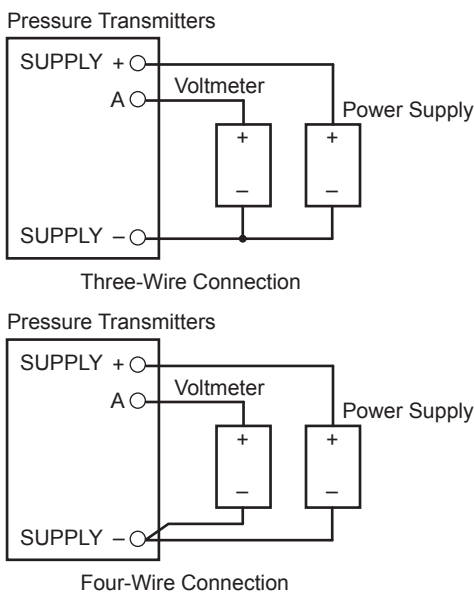 Pressure Transmitters
SUPPLY +
A
Voltmeter
Power Supply
+
+
–
–
SUPPLY –
Three-Wire Connection
Pressure Transmitters
SUPPLY +
A
Voltmeter
Power Supply
+
+
–
–
SUPPLY –
Four-Wire Connection